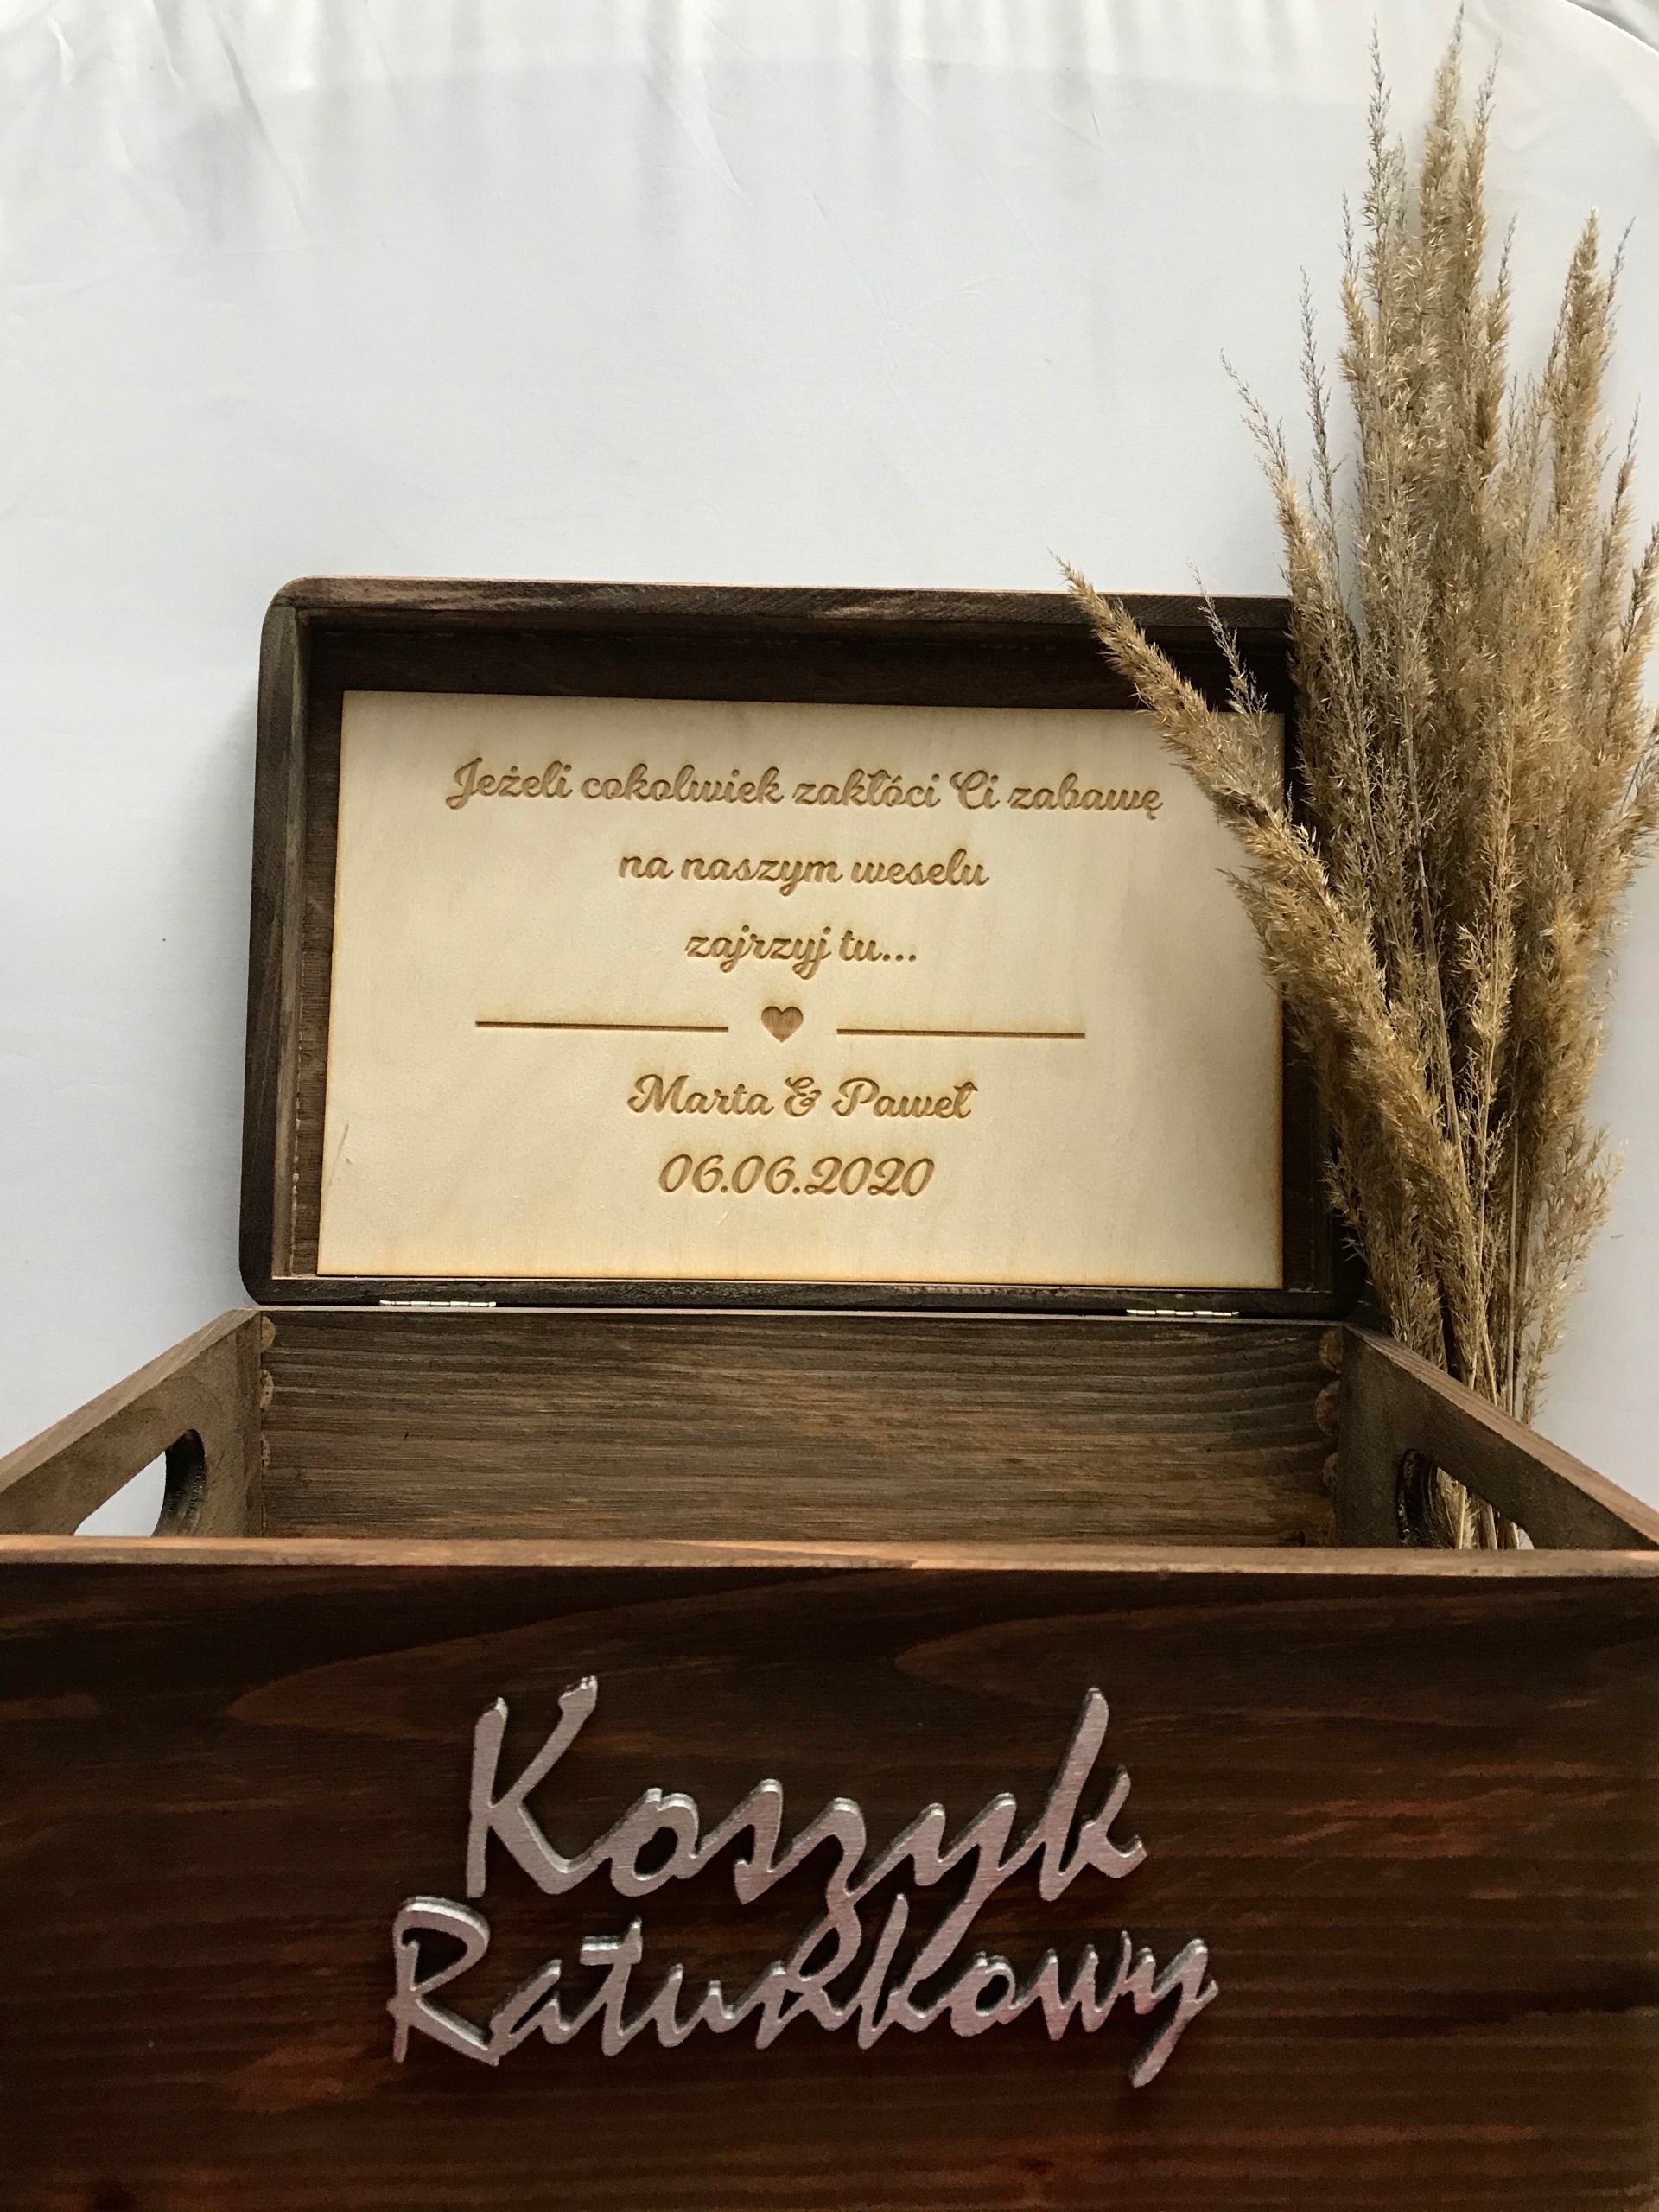 Jeżeli cokolwiek zakłóci Ci zabawę
na naszym weselu
zajrzyj tu...
Marta & Paweł
06.06.2020
Koszyk
Ratunkowy